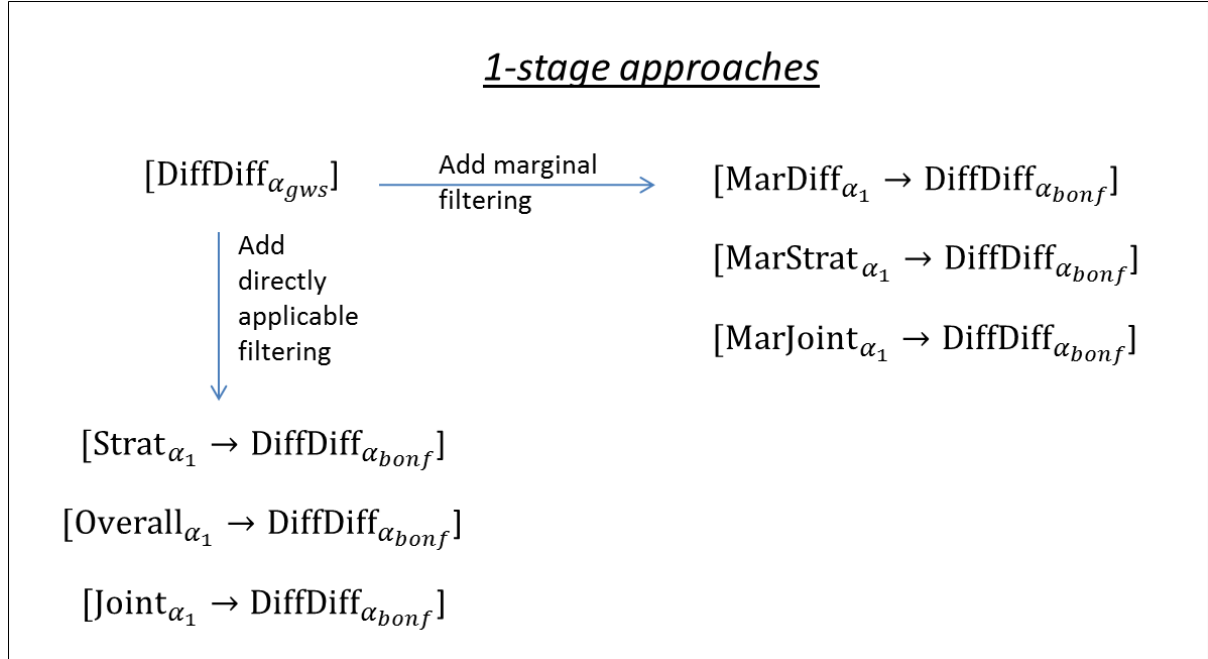 1-stage approaches
[DiffDiff_{α_{gws}}]
Add marginal
filtering
[MarDiff_{α_1} → DiffDiff_{α_{bonf}}]
[MarStrat_{α_1} → DiffDiff_{α_{bonf}}]
[MarJoint_{α_1} → DiffDiff_{α_{bonf}}]
Add
directly
applicable
filtering
[Strat_{α_1} → DiffDiff_{α_{bonf}}]
[Overall_{α_1} → DiffDiff_{α_{bonf}}]
[Joint_{α_1} → DiffDiff_{α_{bonf}}]